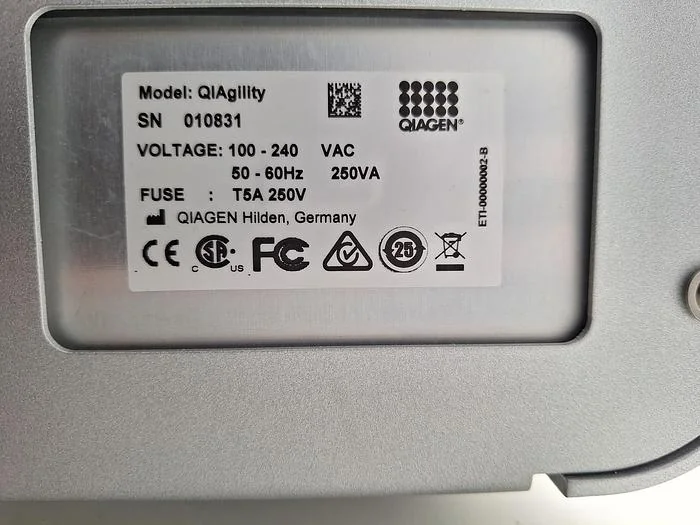 Model: QIAgility
SN 010831
VOLTAGE: 100 - 240 VAC
50 - 60Hz 250VA
FUSE : T5A 250V
QIAGEN Hilden, Germany
QIAGEN®
ETI-00000002-B
CE
C SA US
FC
25